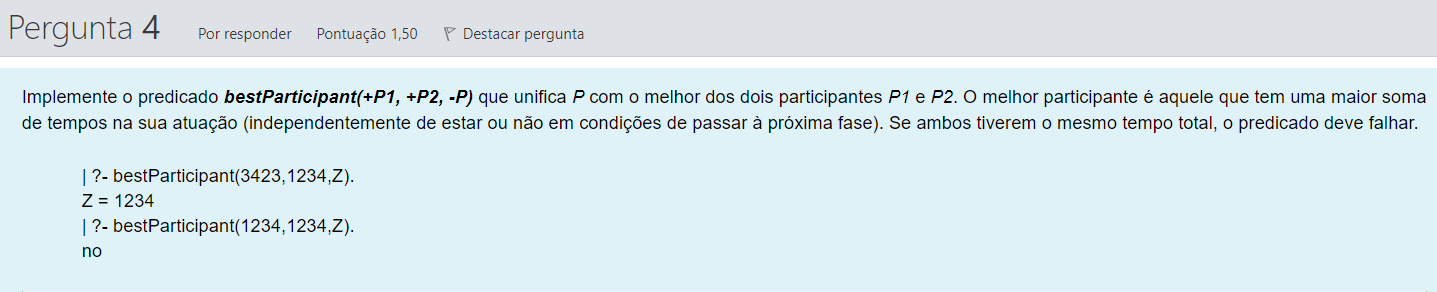 Pergunta 4 Por responder Pontuação 1,50 Destacar pergunta
Implemente o predicado bestParticipant(+P1, +P2, -P) que unifica P com o melhor dos dois participantes P1 e P2. O melhor participante é aquele que tem uma maior soma
de tempos na sua atuação (independentemente de estar ou não em condições de passar à próxima fase). Se ambos tiverem o mesmo tempo total, o predicado deve falhar.
| ?- bestParticipant(3423,1234,Z).
Z = 1234
| ?- bestParticipant(1234,1234,Z).
no